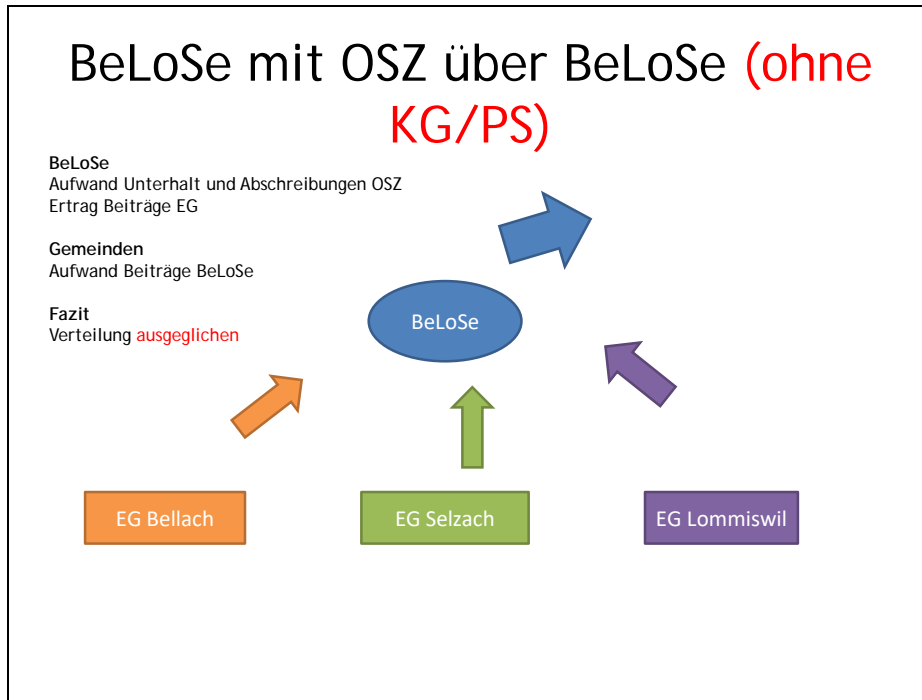 BeLoSe mit OSZ über BeLoSe (ohne
KG/PS)
BeLoSe
Aufwand Unterhalt und Abschreibungen OSZ
Ertrag Beiträge EG
Gemeinden
Aufwand Beiträge BeLoSe
Fazit
Verteilung ausgeglichen
BeLoSe
EG Bellach
EG Selzach
EG Lommiswil